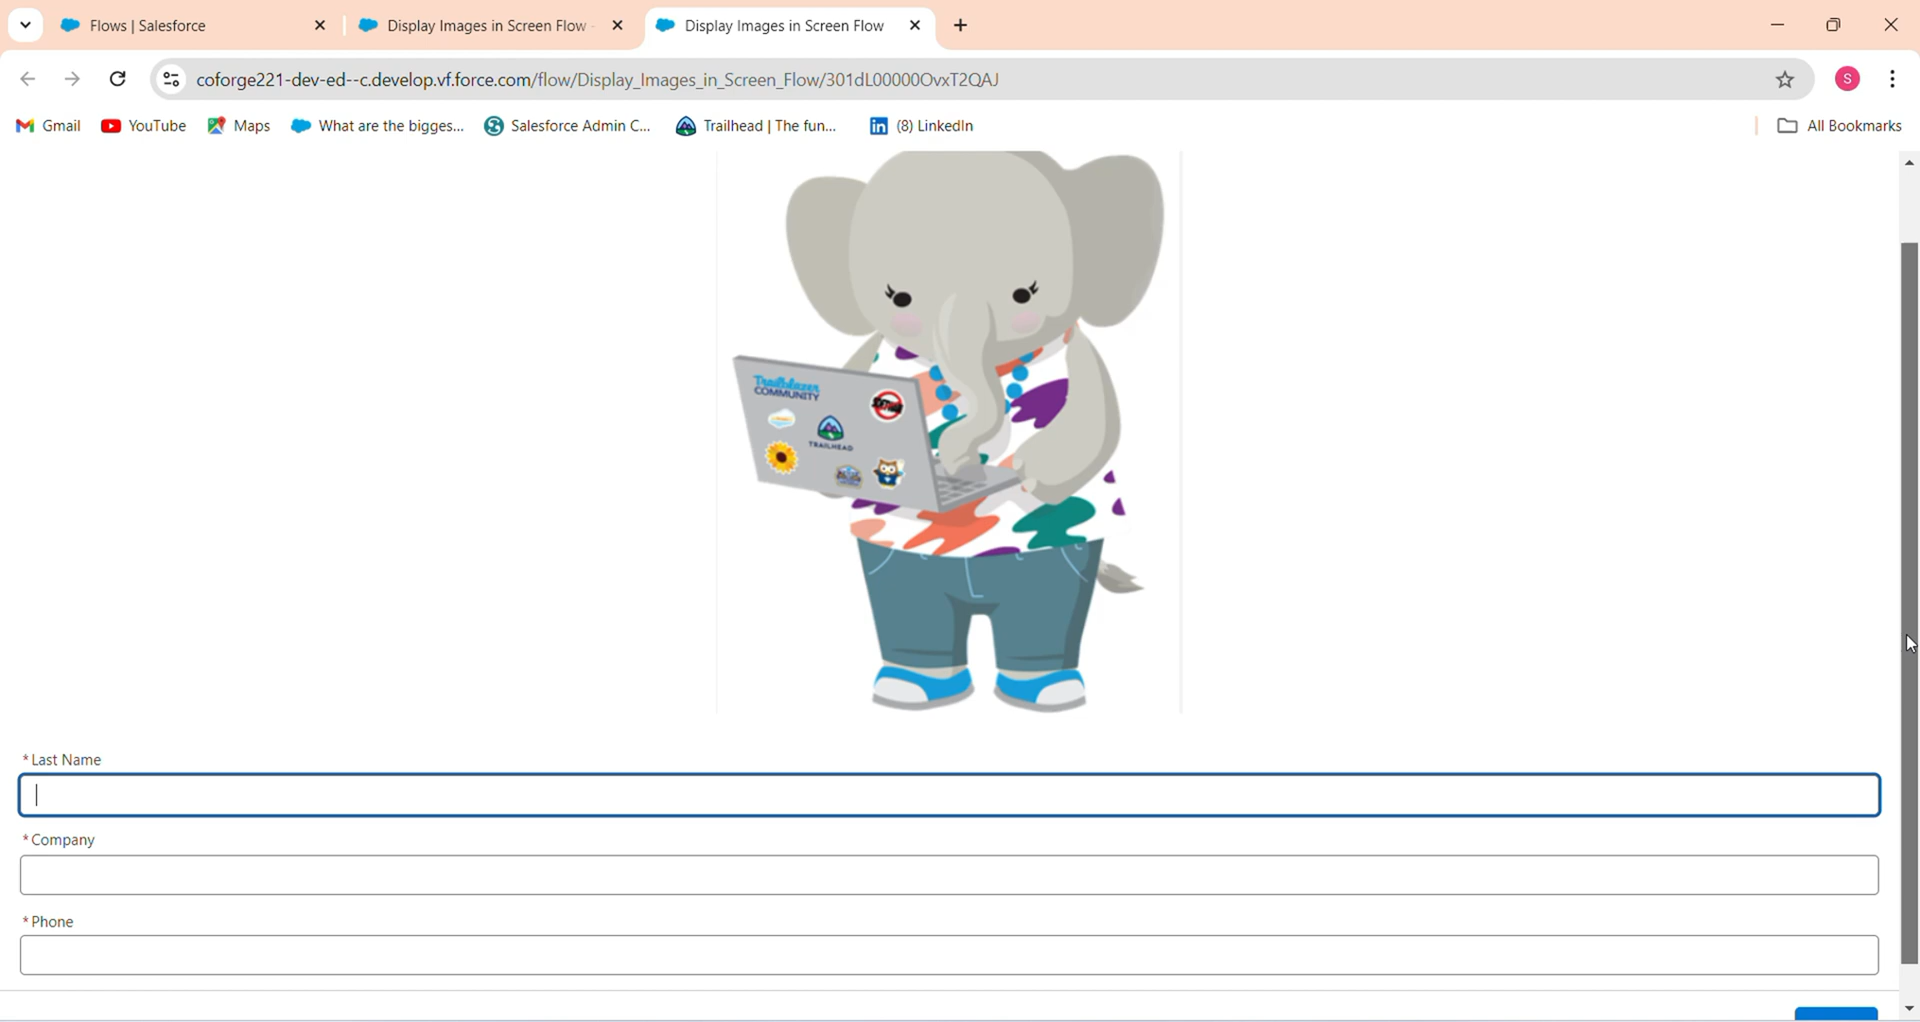 Flows | Salesforce
Display Images in Screen Flow -
Display Images in Screen Flow
coforge221-dev-ed--c.develop.vf.force.com/flow/Display_Images_in_Screen_Flow/301dL00000OvxT2QAJ
S
Gmail
YouTube
Maps
What are the bigges...
Salesforce Admin C...
Trailhead | The fun...
in
(8) LinkedIn
All Bookmarks
Trailblazer
COMMUNITY
TRAILHEAD
* Last Name
* Company
* Phone